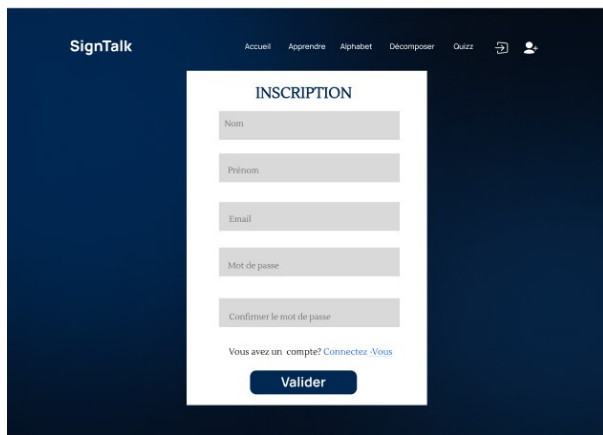 SignTalk
Accueil Apprendre Alphabet Décomposer Quizz
INSCRIPTION
Nom
Prénom
Email
Mot de passe
Confirmer le mot de passe
Vous avez un compte? Connectez -Vous
Valider